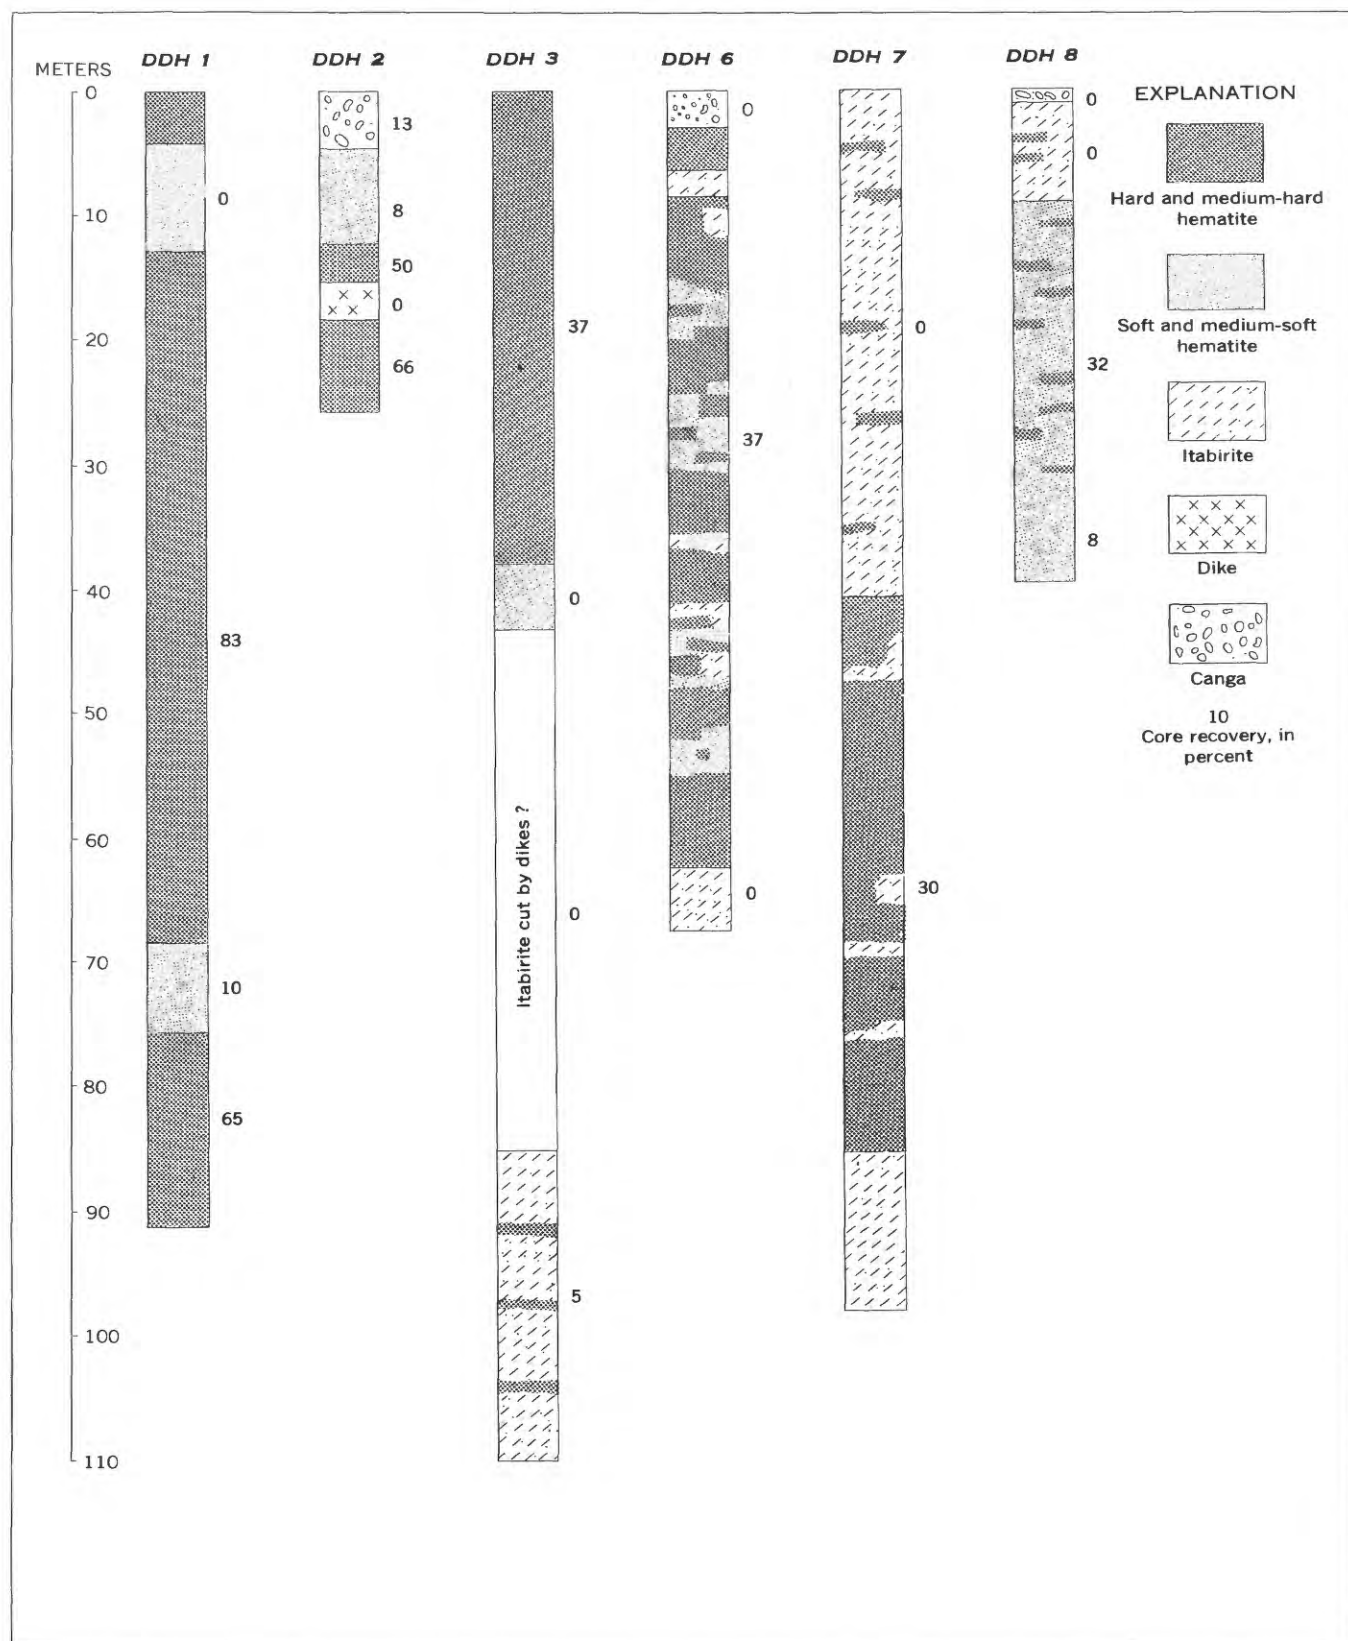 METERS
DDH 1
DDH 2
DDH 3
DDH 6
DDH 7
DDH 8
0
10
20
30
40
50
60
70
80
90
100
110
0
83
10
65
13
8
50
0
66
37
0
Itabirite cut by dikes ?
0
5
0
37
0
0
30
0
0
32
8
EXPLANATION
Hard and medium-hard
hematite
Soft and medium-soft
hematite
Itabirite
Dike
Canga
10
Core recovery, in
percent